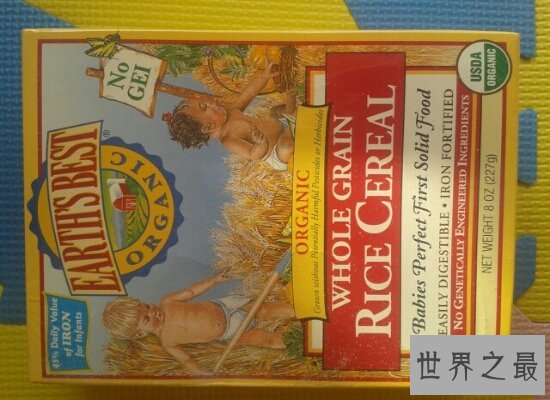 No
GEI
EARTH'S BEST®
ORGANIC
45% Daily Value
of IRON
for Infants
ORGANIC
Grown without Potentially Harmful Pesticides or Herbicides
WHOLE GRAIN
RICE CEREAL
USDA
ORGANIC
Babies Perfect First Solid Food
EASILY DIGESTIBLE • IRON FORTIFIED
NO GENETICALLY ENGINEERED INGREDIENTS
NET WEIGHT 8 OZ (227g)
世界之最